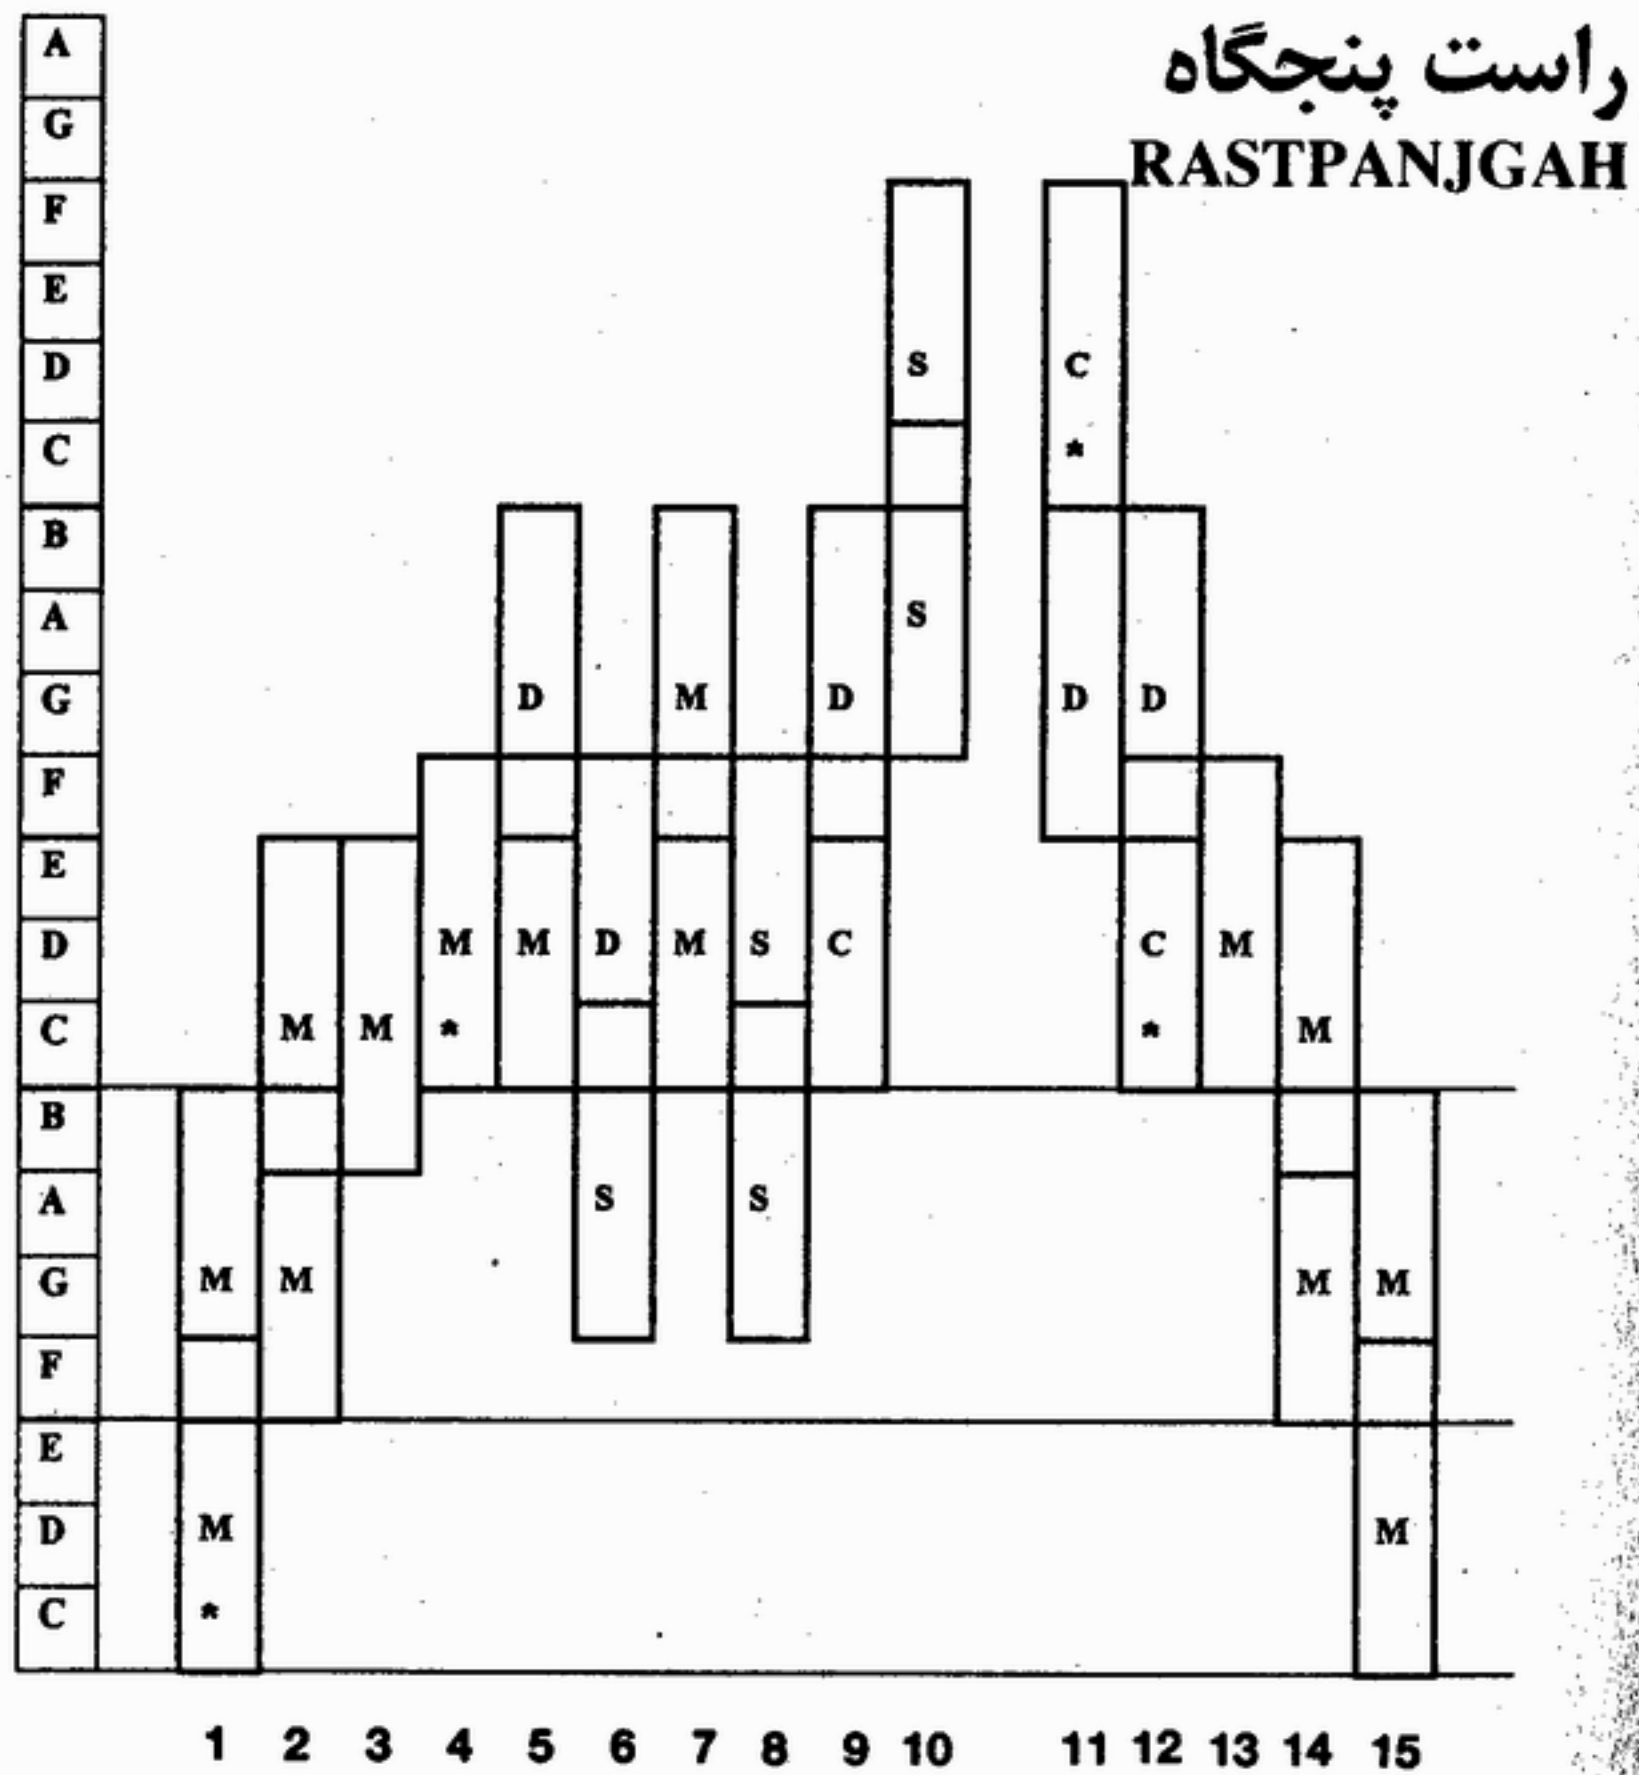 راست پنجگاه
RASTPANJGAH
A
G
F
E
D S C
C *
B
A S
G D M D D D
F
E
D M M D M S C C M
C M M * * M
B
A S S
G M M M M
F
E
D M M
C *
1 2 3 4 5 6 7 8 9 10 11 12 13 14 15